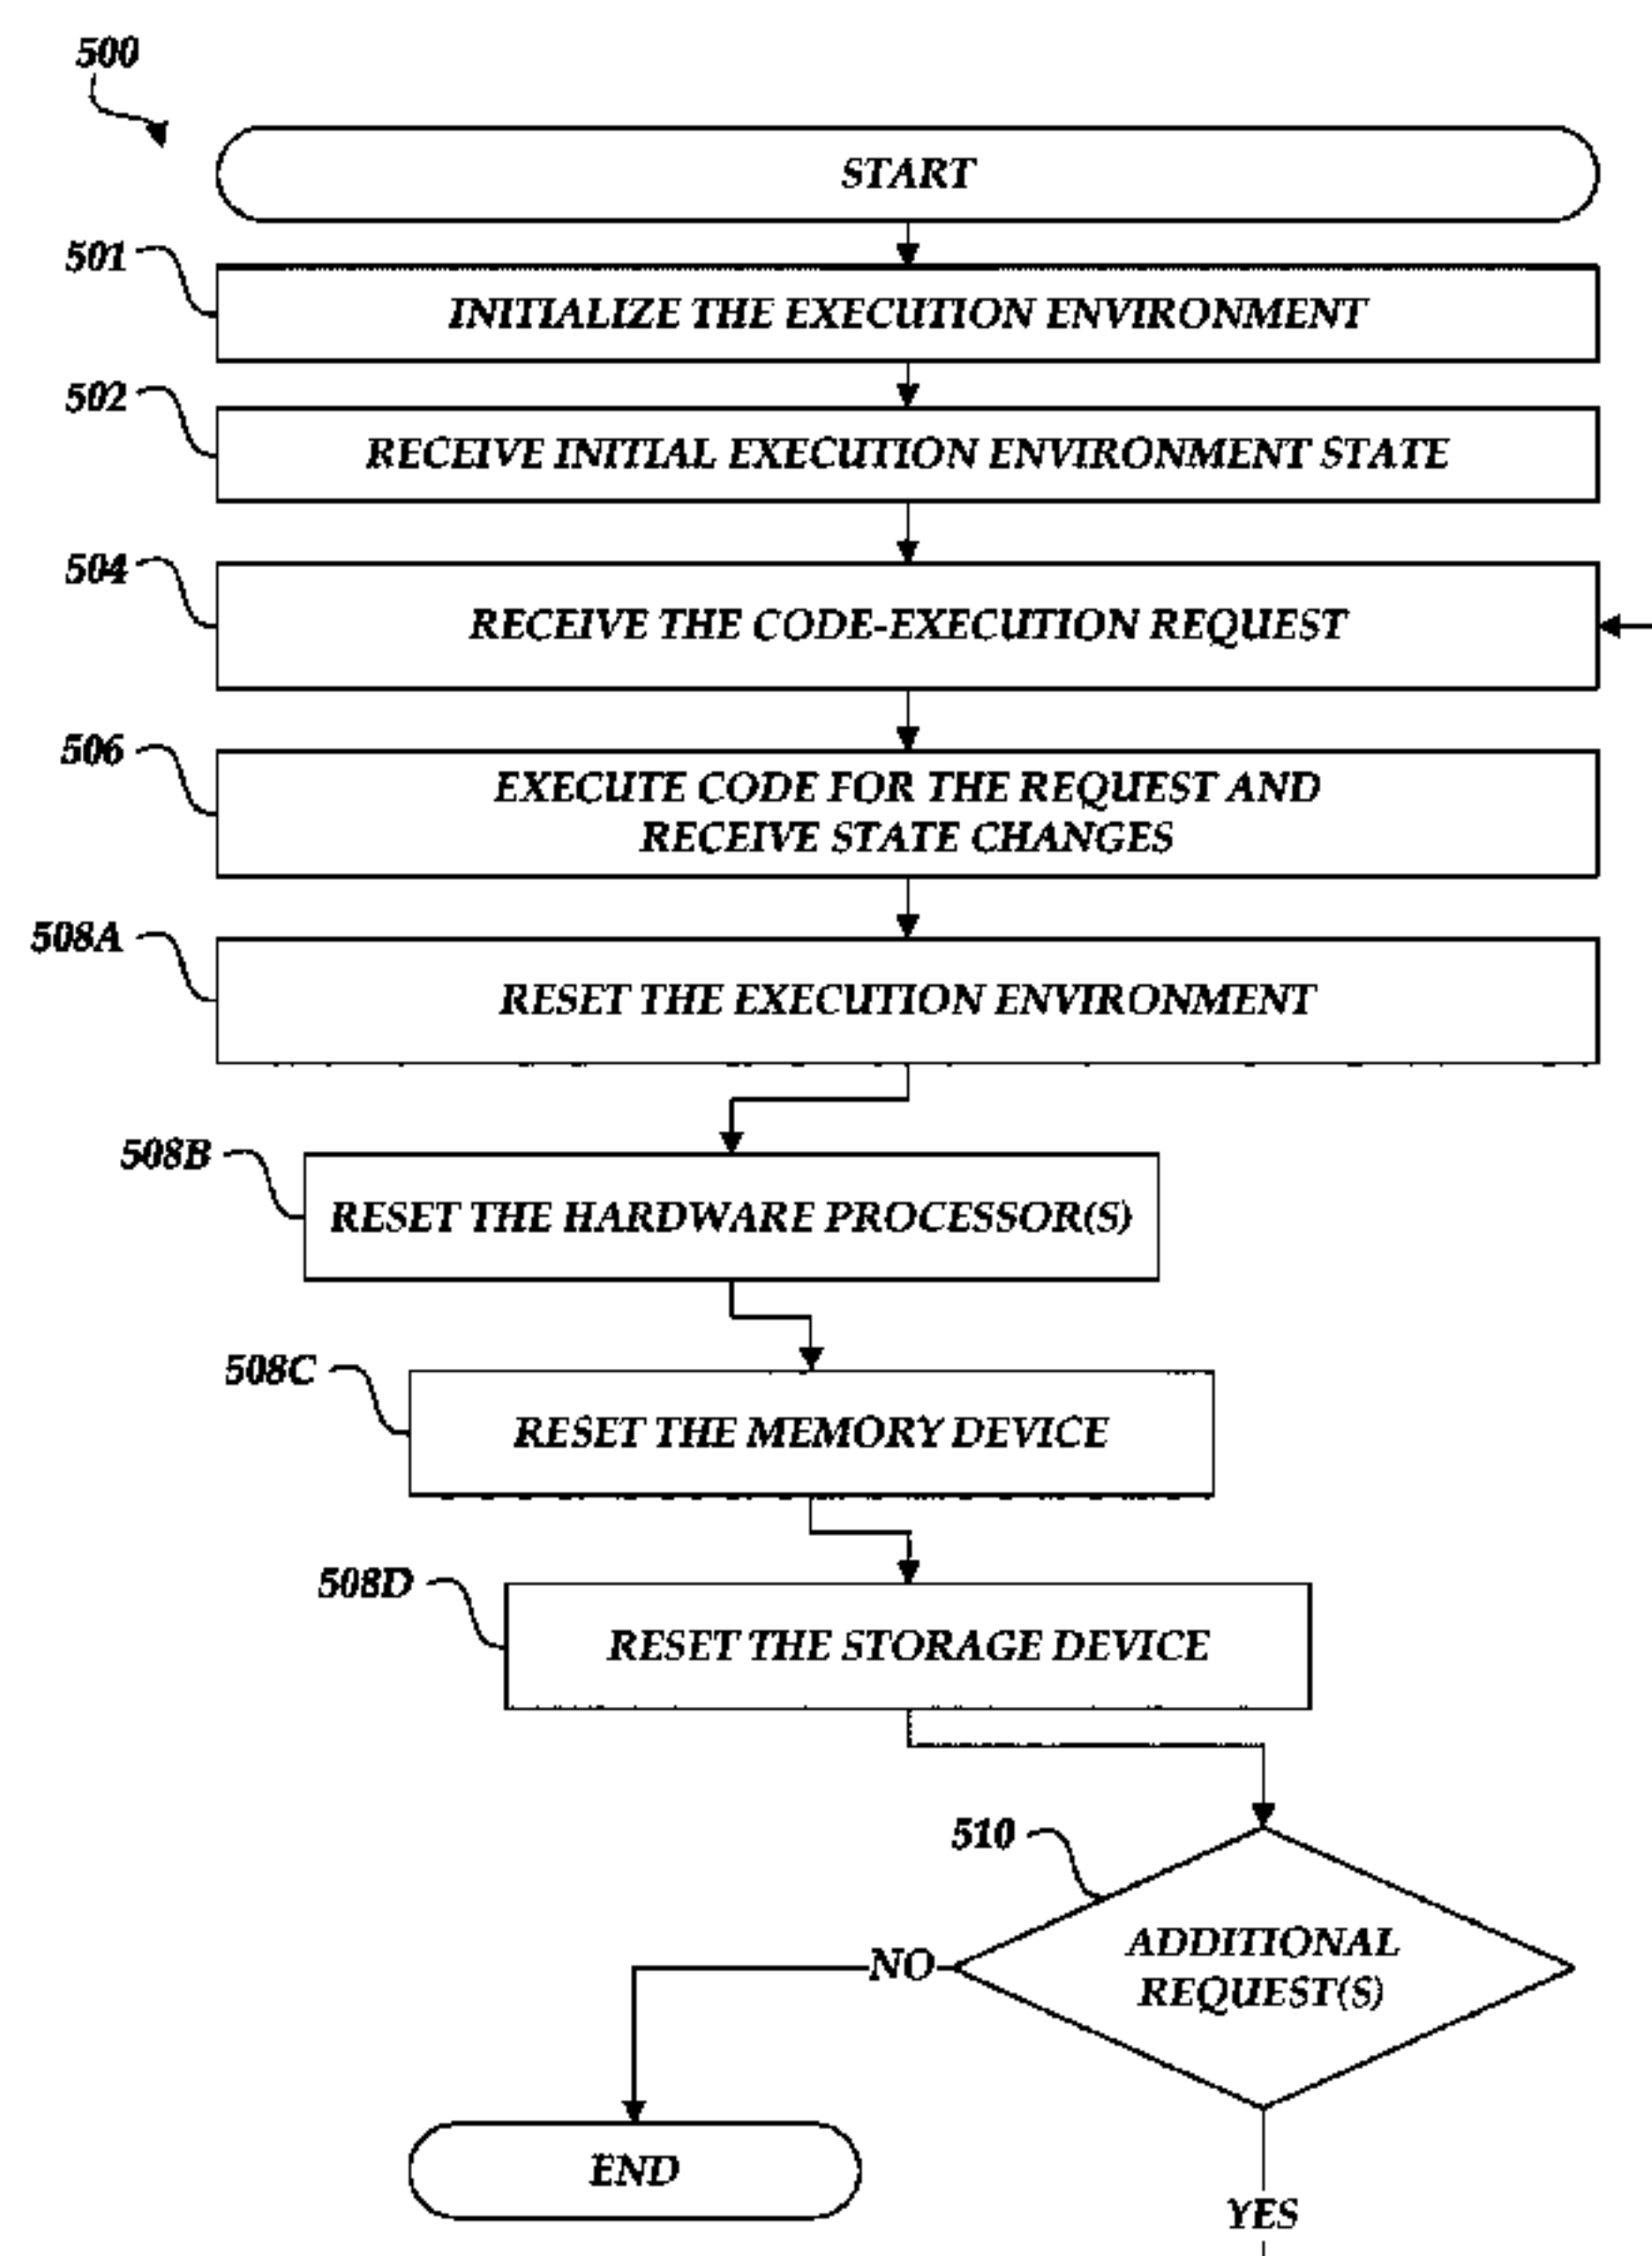 500
START
501
INITIALIZE THE EXECUTION ENVIRONMENT
502
RECEIVE INITIAL EXECUTION ENVIRONMENT STATE
504
RECEIVE THE CODE-EXECUTION REQUEST
506
EXECUTE CODE FOR THE REQUEST AND
RECEIVE STATE CHANGES
508A
RESET THE EXECUTION ENVIRONMENT
508B
RESET THE HARDWARE PROCESSOR(S)
508C
RESET THE MEMORY DEVICE
508D
RESET THE STORAGE DEVICE
510
ADDITIONAL
REQUEST(S)
NO
END
YES